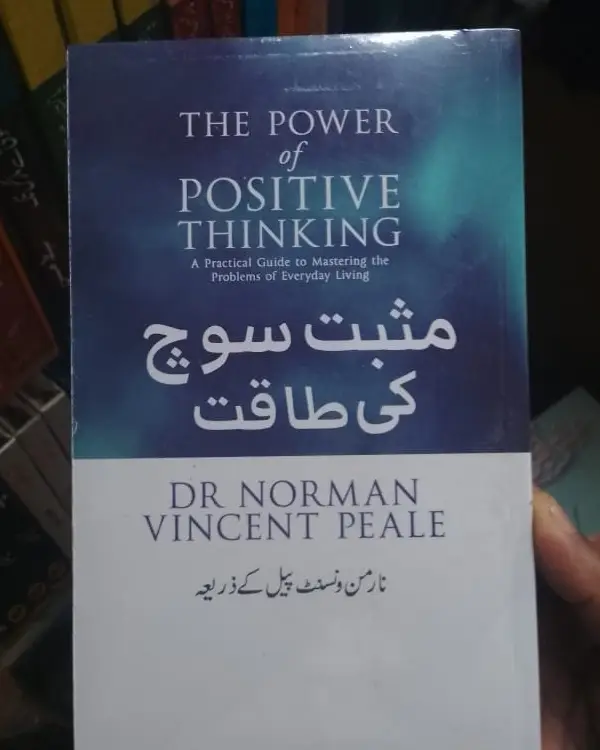 THE POWER
of
POSITIVE
THINKING
A Practical Guide to Mastering the
Problems of Everyday Living
مثبت سوچ
کی طاقت
DR NORMAN
VINCENT PEALE
نارمن ونسنٹ پیل کے ذریعہ